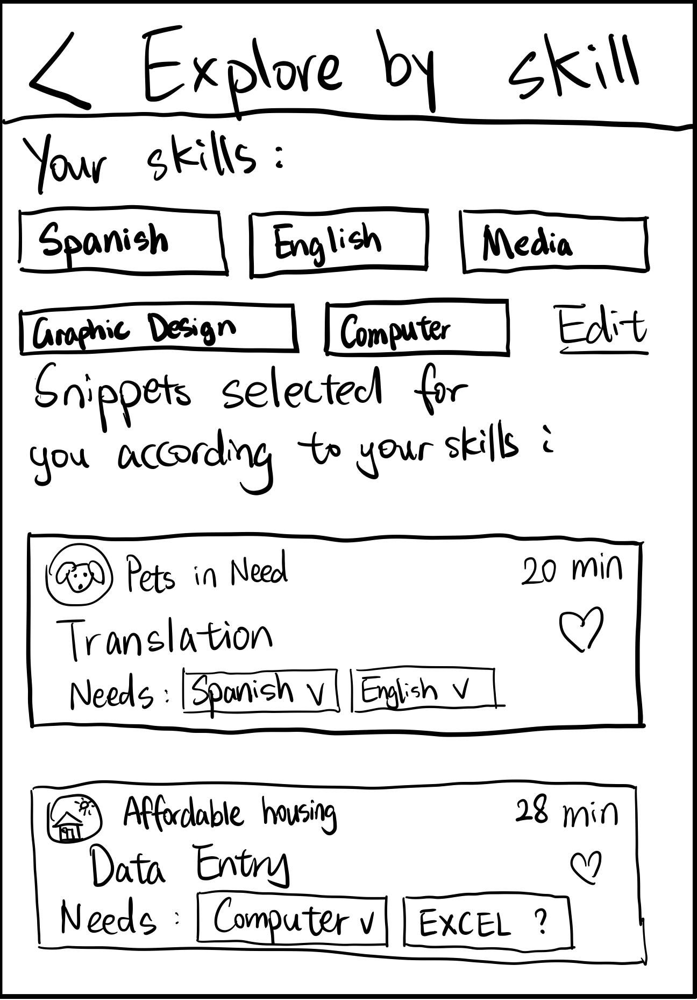 < Explore by skill
Your skills:
Spanish English Media
Graphic Design Computer Edit
Snippets selected for
you according to your skills :
Pets in Need 20 min
Translation
Needs: Spanish ✓ English ✓
Affordable housing 28 min
Data Entry
Needs: Computer ✓ EXCEL ?